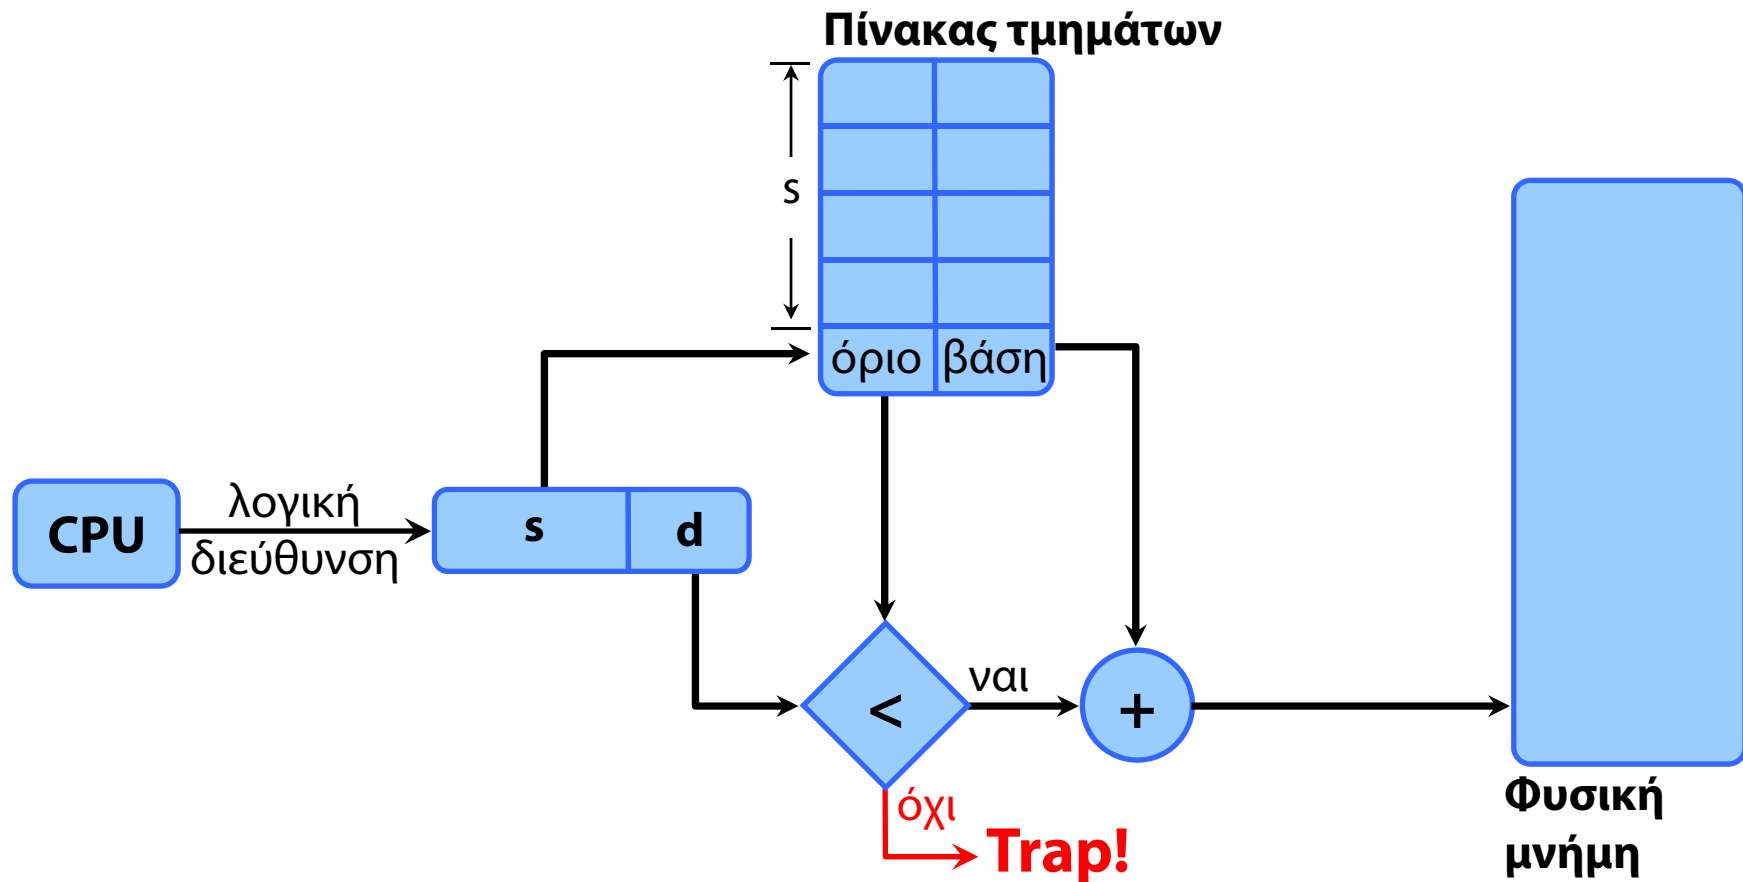 Πίνακας τμημάτων
s
όριο βάση
λογική
διεύθυνση
CPU
s d
<
ναι
+
όχι
Trap!
Φυσική
μνήμη